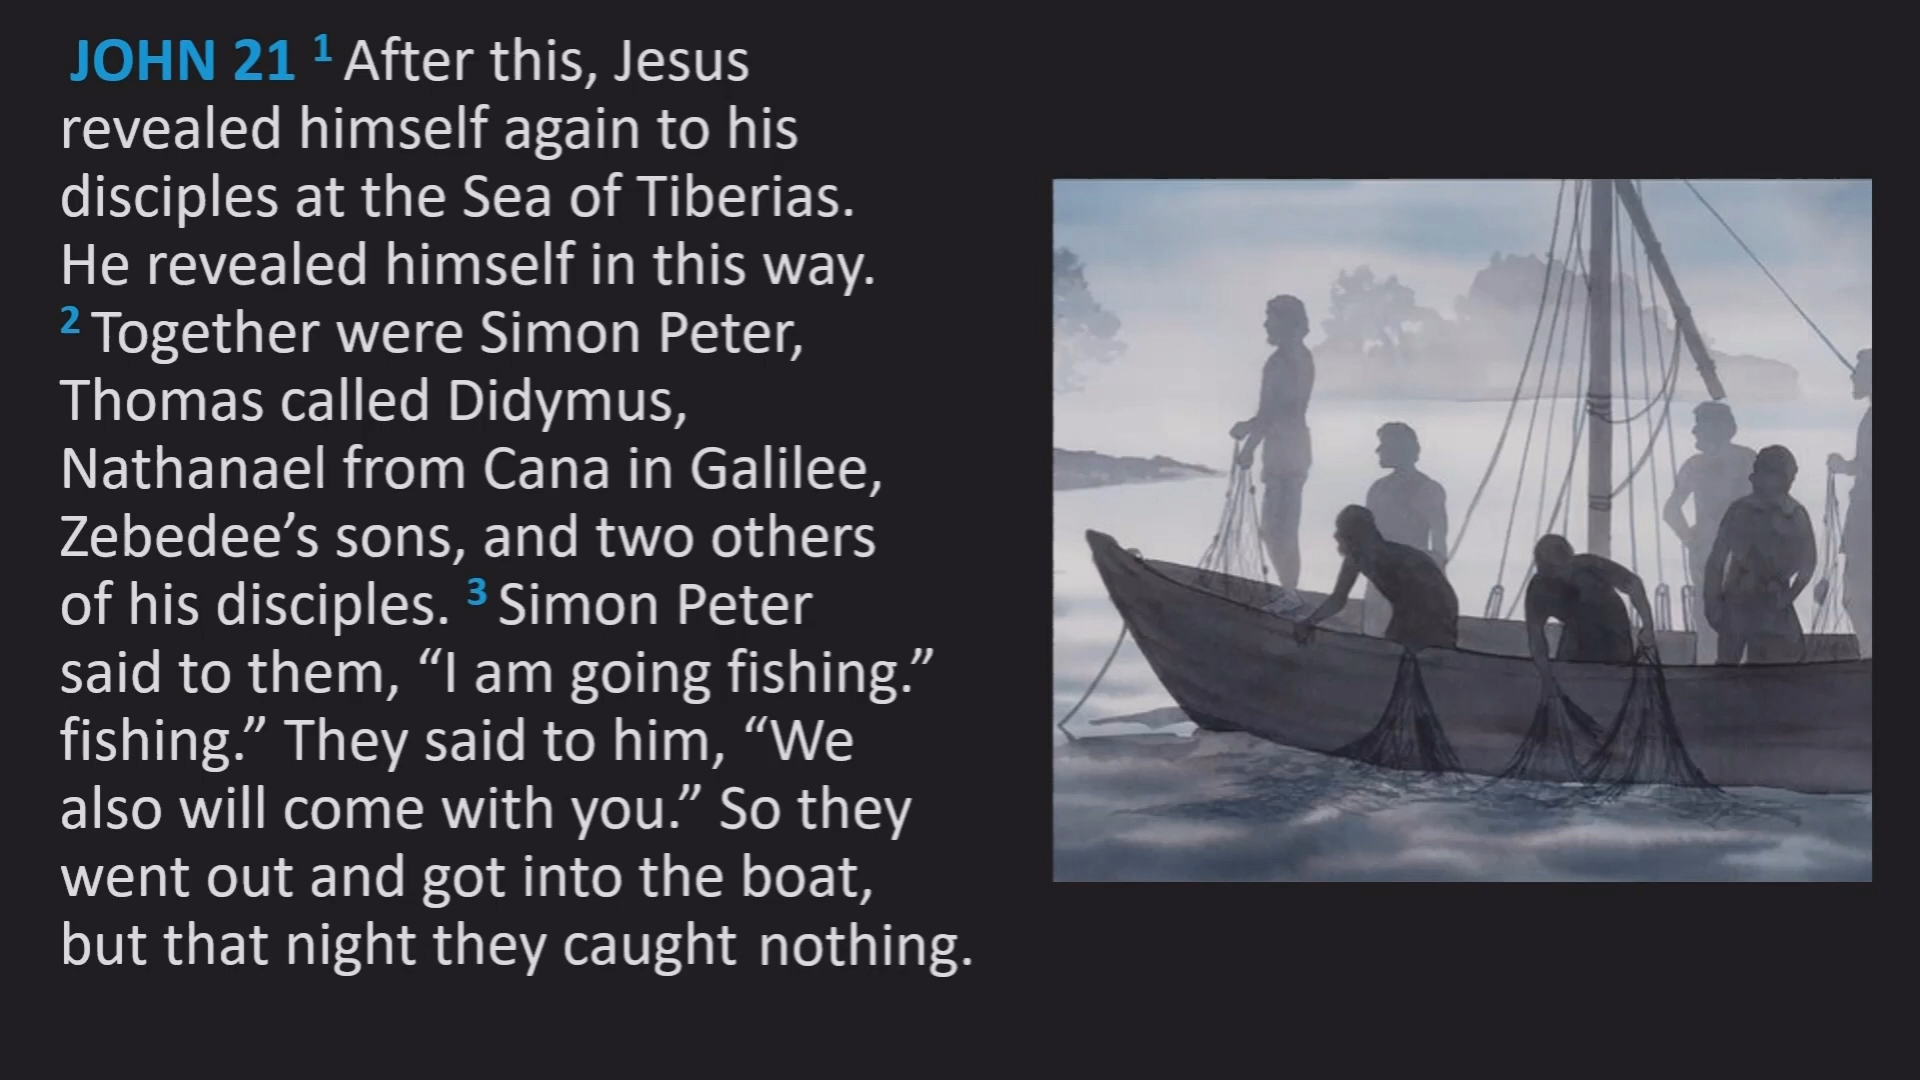 JOHN 21 1 After this, Jesus
revealed himself again to his
disciples at the Sea of Tiberias.
He revealed himself in this way.
2 Together were Simon Peter,
Thomas called Didymus,
Nathanael from Cana in Galilee,
Zebedee’s sons, and two others
of his disciples. 3 Simon Peter
said to them, “I am going fishing.”
fishing.” They said to him, “We
also will come with you.” So they
went out and got into the boat,
but that night they caught nothing.